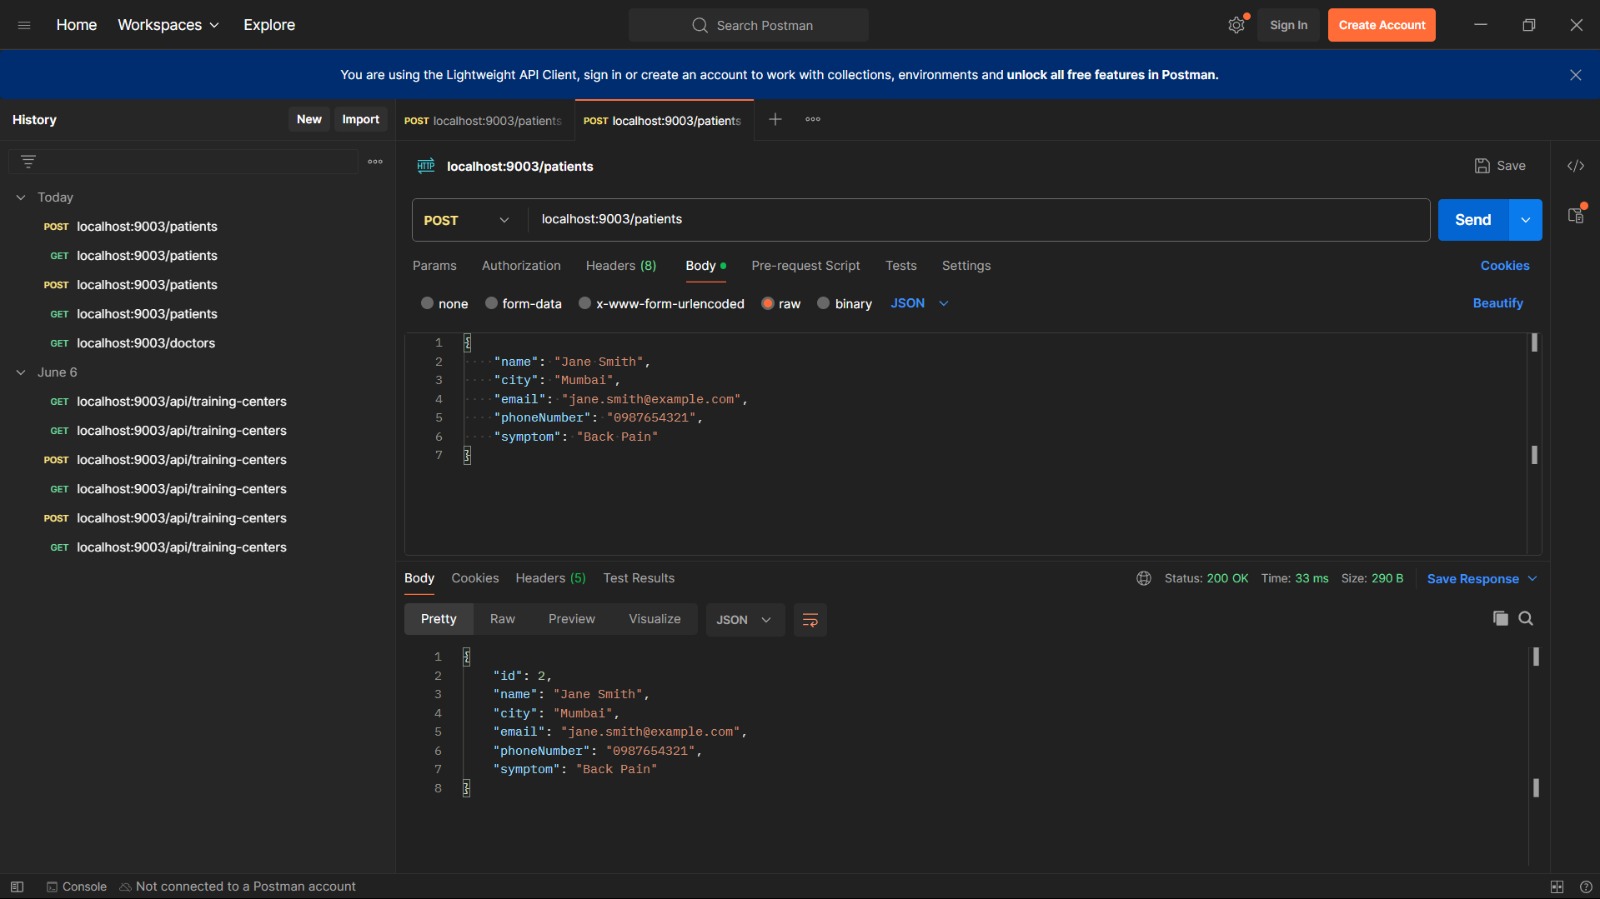 Home Workspaces Explore Search Postman Sign In Create Account
You are using the Lightweight API Client, sign in or create an account to work with collections, environments and unlock all free features in Postman.
History New Import
Today
POST localhost:9003/patients
GET localhost:9003/patients
POST localhost:9003/patients
GET localhost:9003/patients
GET localhost:9003/doctors
June 6
GET localhost:9003/api/training-centers
GET localhost:9003/api/training-centers
POST localhost:9003/api/training-centers
GET localhost:9003/api/training-centers
POST localhost:9003/api/training-centers
GET localhost:9003/api/training-centers
POST localhost:9003/patients POST localhost:9003/patients
HTTP localhost:9003/patients Save
POST localhost:9003/patients Send
Params Authorization Headers (8) Body Pre-request Script Tests Settings Cookies
none form-data x-www-form-urlencoded raw binary JSON Beautify
1 {
2 "name": "Jane Smith",
3 "city": "Mumbai",
4 "email": "jane.smith@example.com",
5 "phoneNumber": "0987654321",
6 "symptom": "Back Pain"
7 }
Body Cookies Headers (5) Test Results Status: 200 OK Time: 33 ms Size: 290 B Save Response
Pretty Raw Preview Visualize JSON
1 {
2 "id": 2,
3 "name": "Jane Smith",
4 "city": "Mumbai",
5 "email": "jane.smith@example.com",
6 "phoneNumber": "0987654321",
7 "symptom": "Back Pain"
8 }
Console Not connected to a Postman account